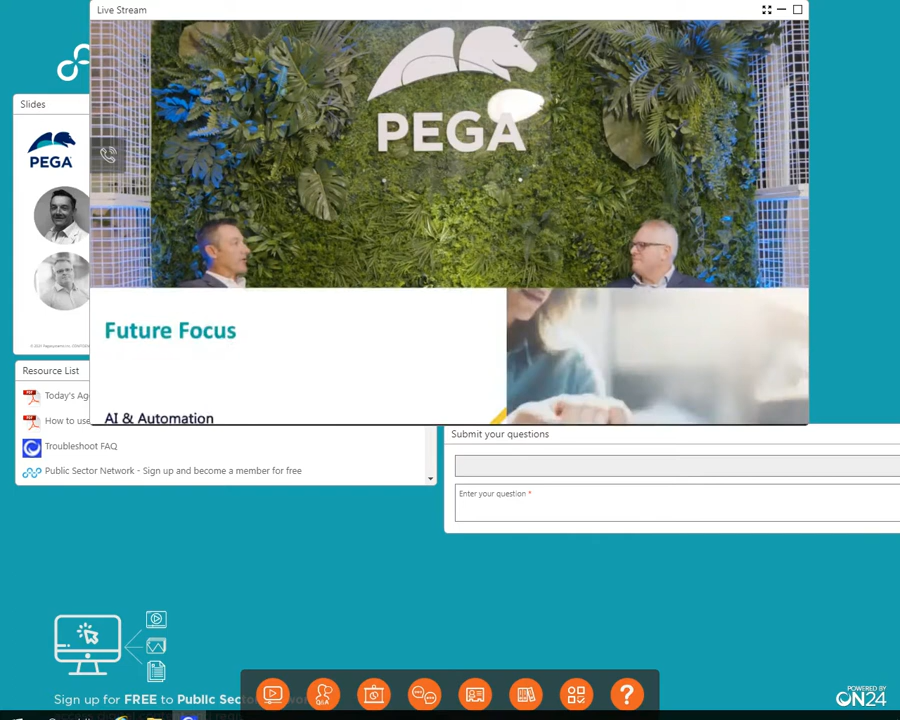 Live Stream
PEGA
Slides
PEGA
Future Focus
AI & Automation
Resource List
Today's Ag
How to use
Troubleshoot FAQ
Public Sector Network - Sign up and become a member for free
Submit your questions
Enter your question *
Sign up for FREE to Public Sector
Q&A
?
POWERED BY
ON24